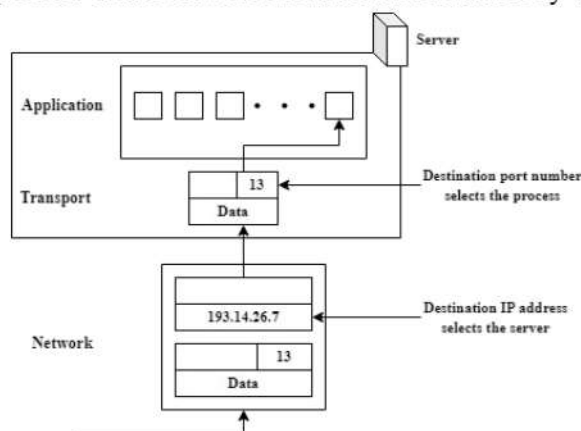 Server
Application
13
Transport
Data
Destination port number
selects the process
193.14.26.7
Destination IP address
selects the server
Network
13
Data